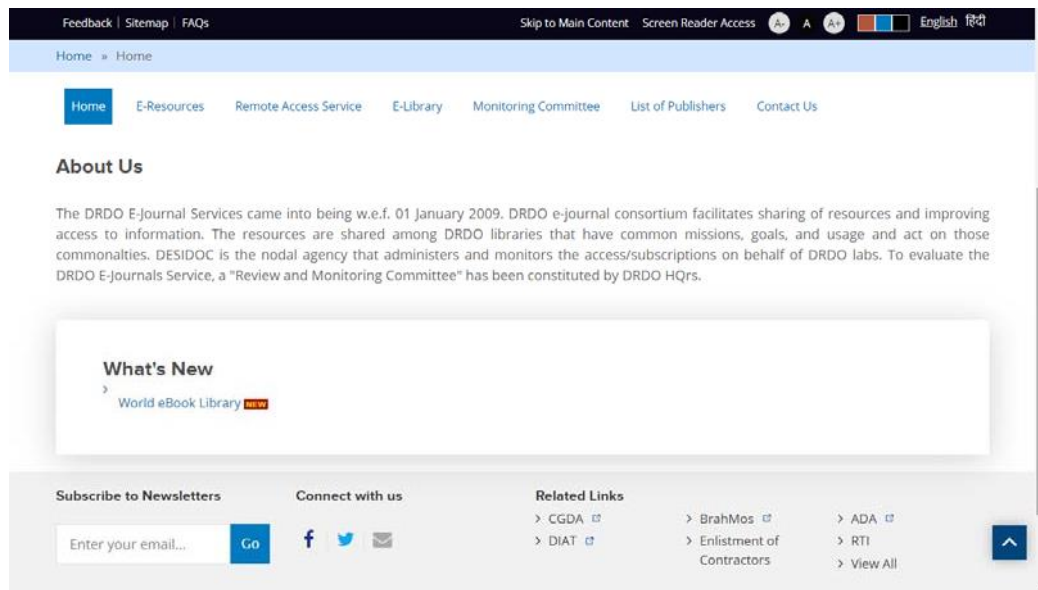 Feedback | Sitemap | FAQs Skip to Main Content Screen Reader Access A- A A+ English हिंदी
Home » Home
Home E-Resources Remote Access Service E-Library Monitoring Committee List of Publishers Contact Us
About Us
The DRDO E-Journal Services came into being w.e.f. 01 January 2009. DRDO e-journal consortium facilitates sharing of resources and improving
access to information. The resources are shared among DRDO libraries that have common missions, goals, and usage and act on those
commonalties. DESIDOC is the nodal agency that administers and monitors the access/subscriptions on behalf of DRDO labs. To evaluate the
DRDO E-Journals Service, a "Review and Monitoring Committee" has been constituted by DRDO HQrs.
What's New
World eBook Library NEW
Subscribe to Newsletters Connect with us Related Links
Enter your email... Go
> CGDA > BrahMos > ADA
> DIAT > Enlistment of > RTI
Contractors > View All